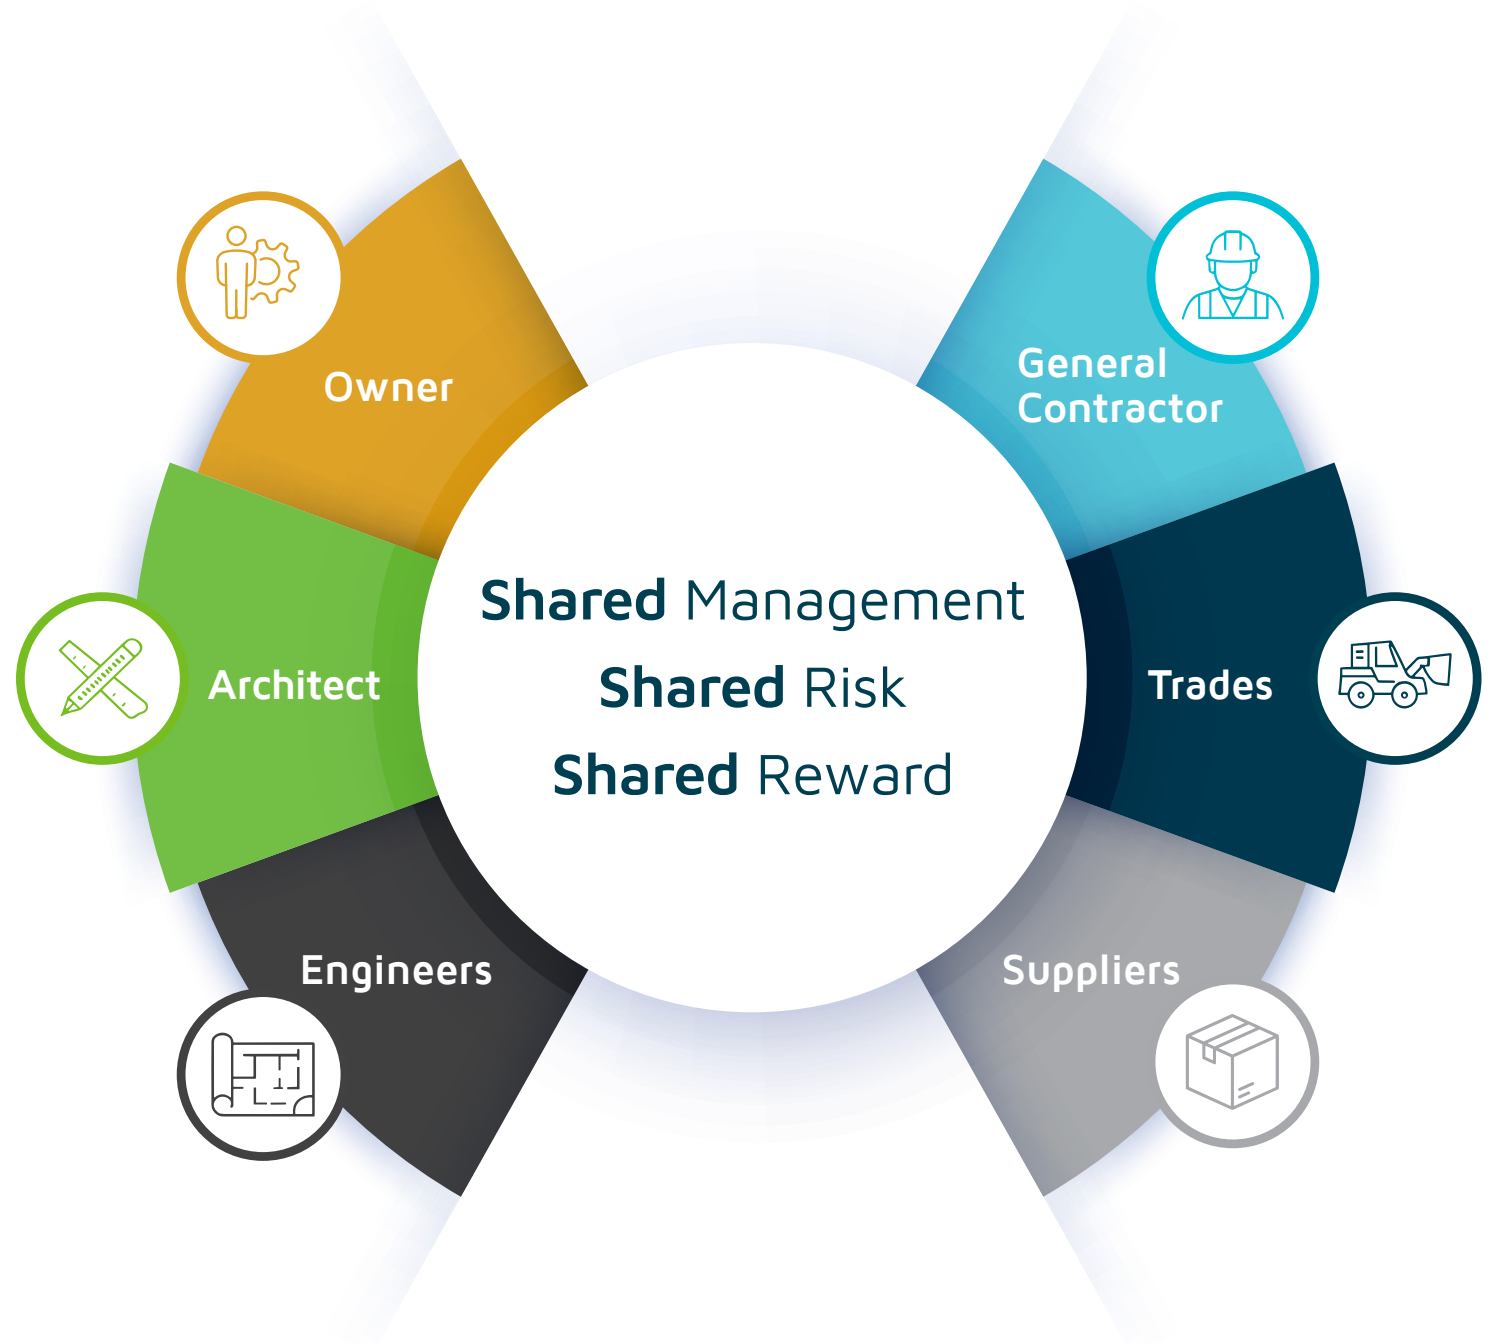 Owner
General
Contractor
Shared Management
Shared Risk
Shared Reward
Architect
Trades
Engineers
Suppliers